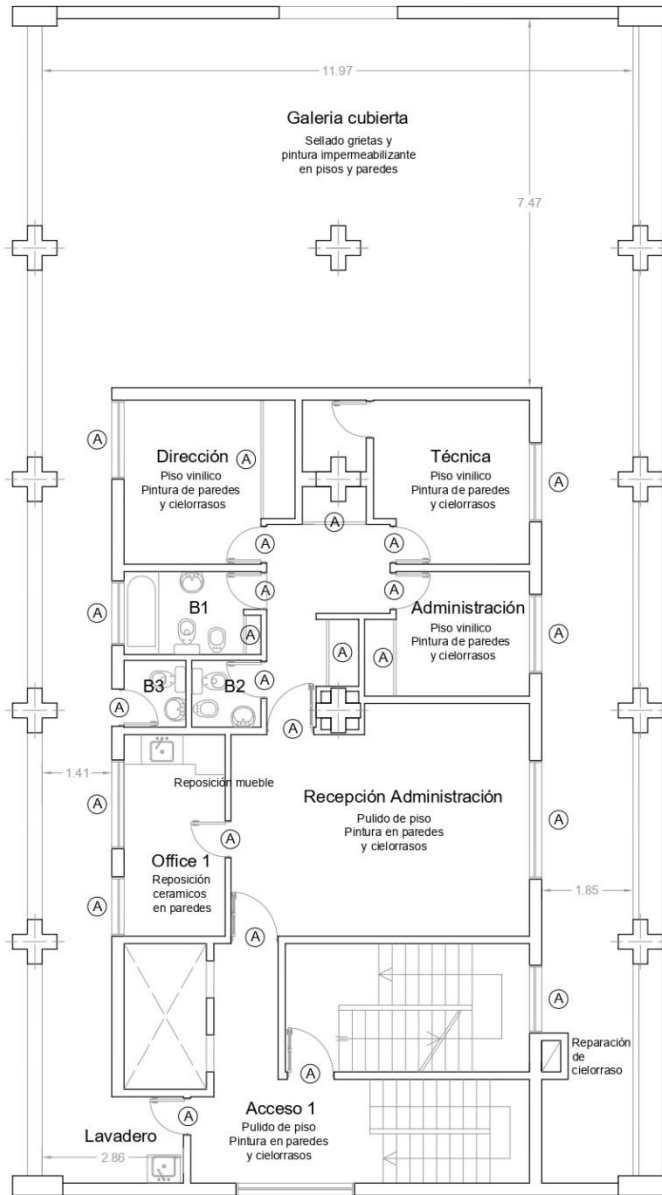 11.97
Galeria cubierta
Sellado grietas y
pintura impermeabilizante
en pisos y paredes
7.47
A
Dirección
A
Piso vinilico
Pintura de paredes
y cielorrasos
Técnica
Piso vinilico
Pintura de paredes
y cielorrasos
A
A
A
A
A
B1
A
A
A
Administración
Piso vinilico
Pintura de paredes
y cielorrasos
A
A
A
A
B3
B2
A
A
A
1.41
Reposición mueble
Recepción Administración
Pulido de piso
Pintura en paredes
y cielorrasos
A
A
A
Office 1
Reposición
ceramicos
en paredes
A
1.85
A
A
Reparación
de
cielorraso
A
Acceso 1
Pulido de piso
Pintura en paredes
y cielorrasos
A
Lavadero
2.86